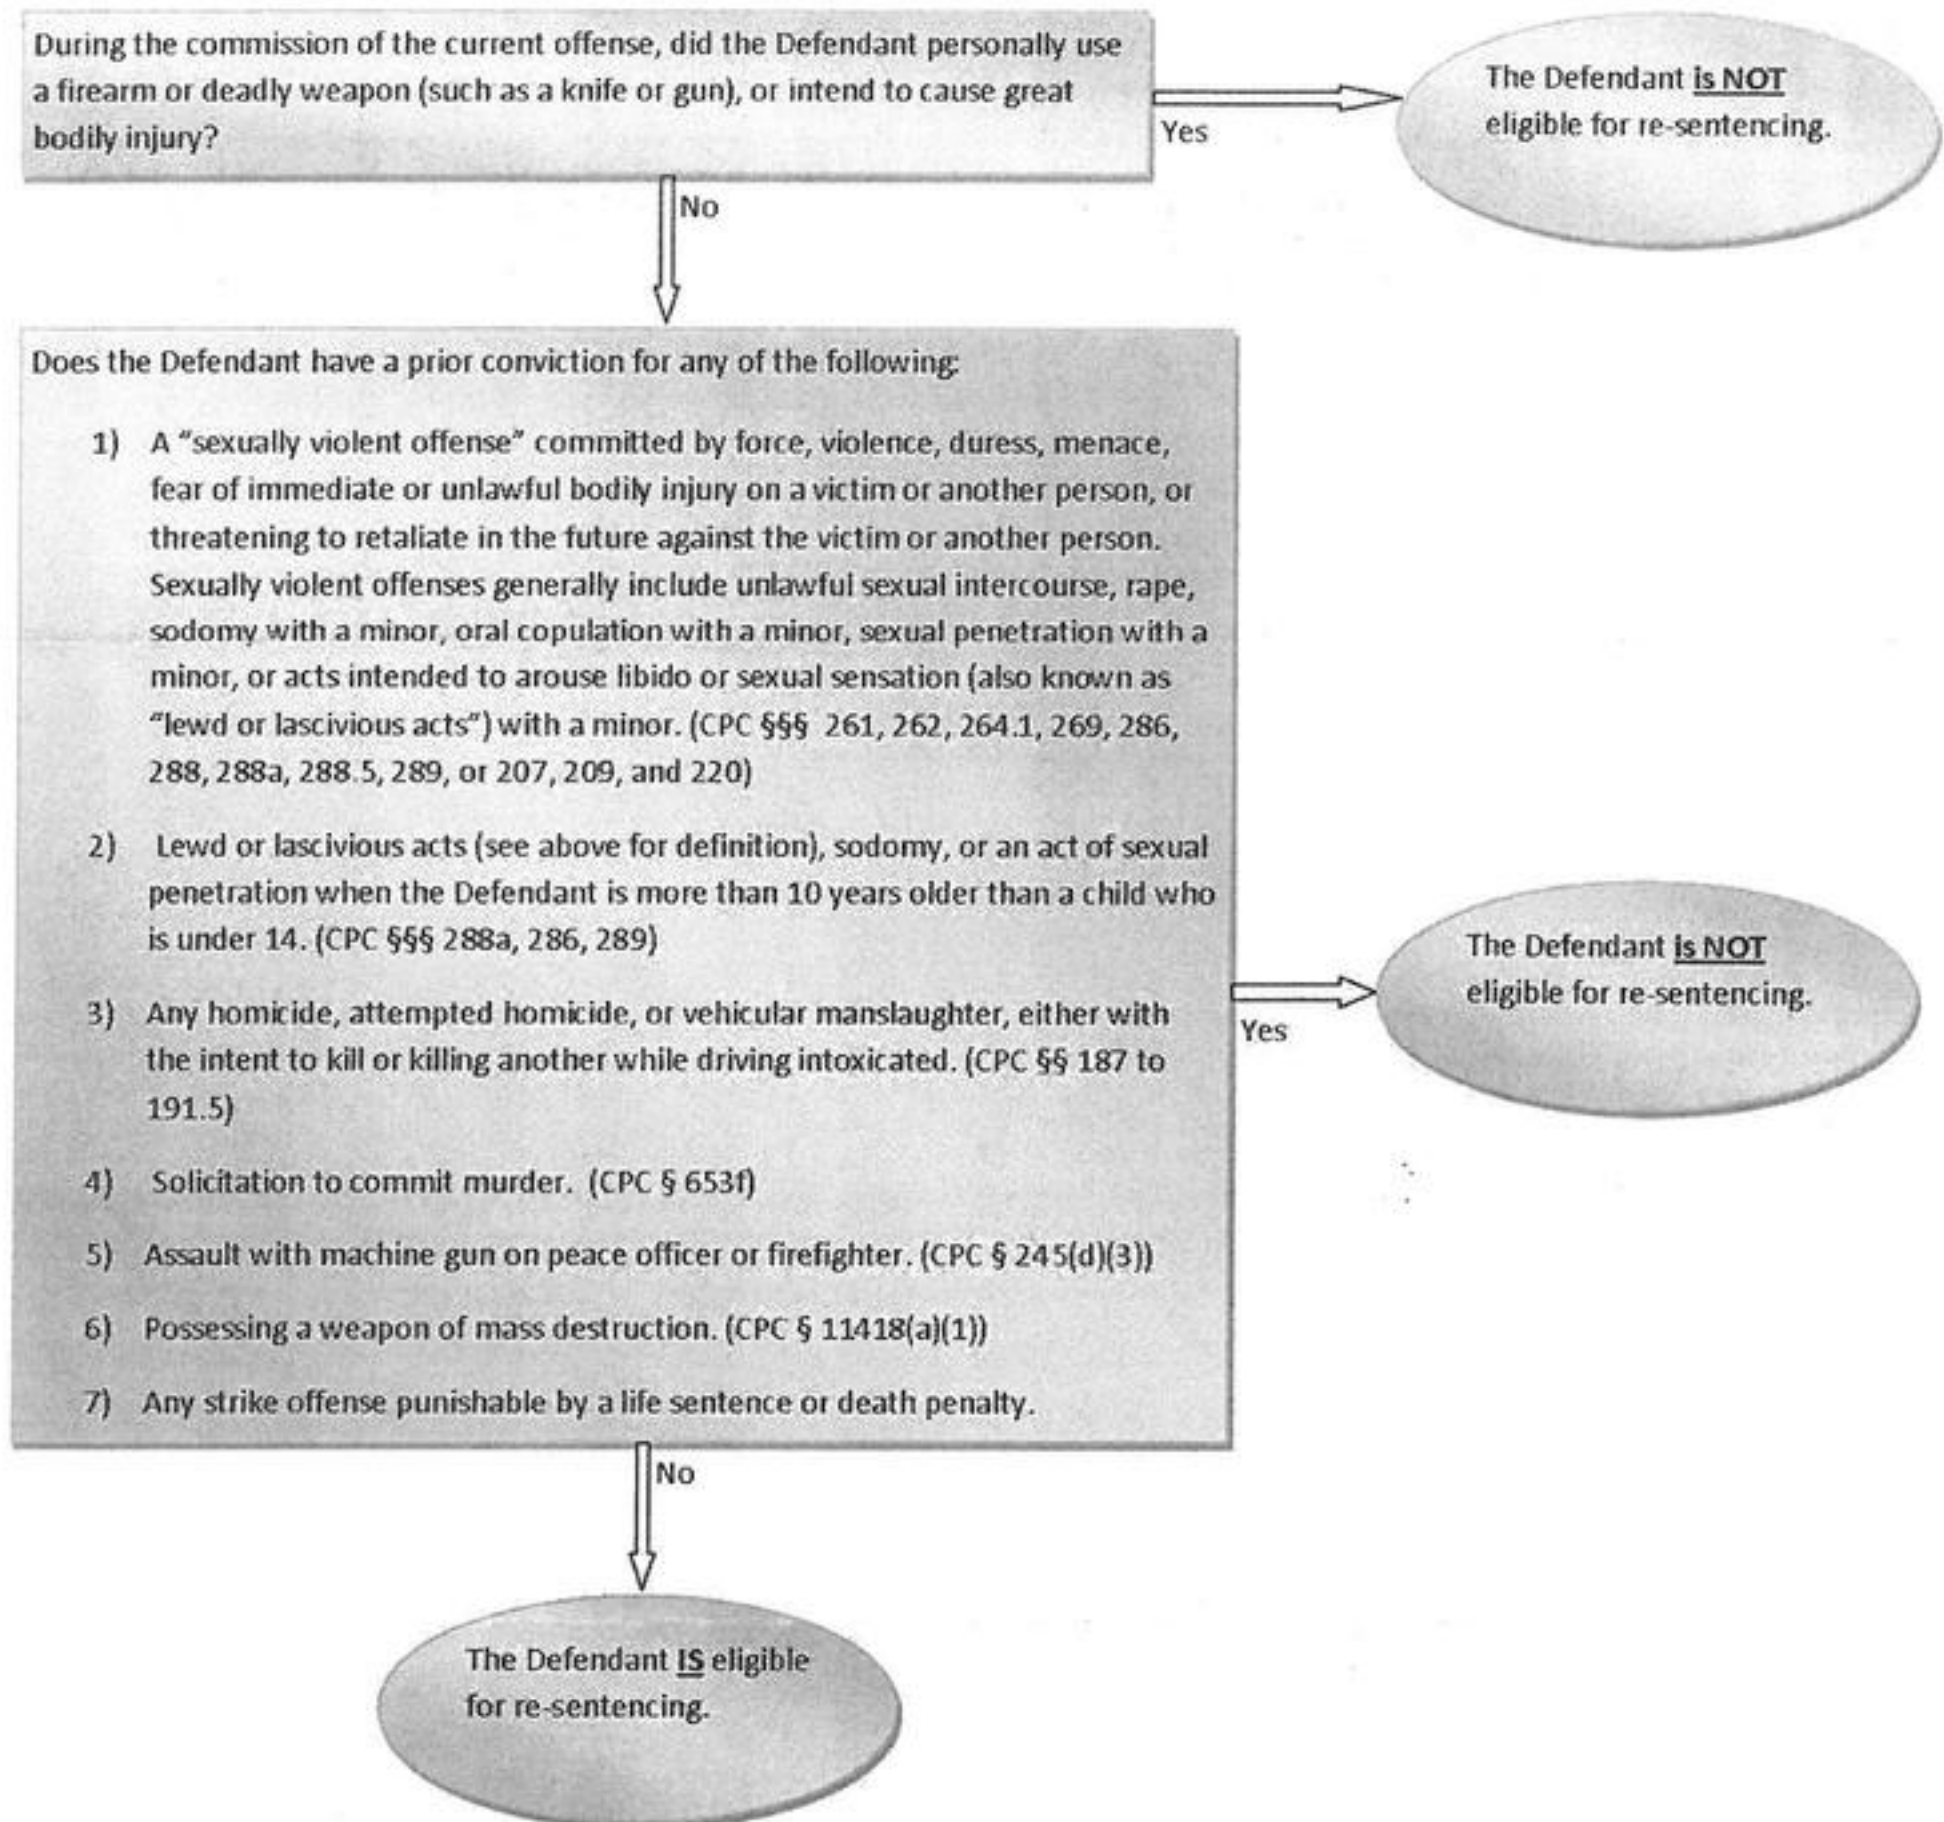 During the commission of the current offense, did the Defendant personally use
a firearm or deadly weapon (such as a knife or gun), or intend to cause great
bodily injury?
Yes
The Defendant is NOT
eligible for re-sentencing.
No
Does the Defendant have a prior conviction for any of the following:
1) A “sexually violent offense” committed by force, violence, duress, menace,
fear of immediate or unlawful bodily injury on a victim or another person, or
threatening to retaliate in the future against the victim or another person.
Sexually violent offenses generally include unlawful sexual intercourse, rape,
sodomy with a minor, oral copulation with a minor, sexual penetration with a
minor, or acts intended to arouse libido or sexual sensation (also known as
“lewd or lascivious acts”) with a minor. (CPC §§§ 261, 262, 264.1, 269, 286,
288, 288a, 288.5, 289, or 207, 209, and 220)
2) Lewd or lascivious acts (see above for definition), sodomy, or an act of sexual
penetration when the Defendant is more than 10 years older than a child who
is under 14. (CPC §§§ 288a, 286, 289)
3) Any homicide, attempted homicide, or vehicular manslaughter, either with
the intent to kill or killing another while driving intoxicated. (CPC §§ 187 to
191.5)
4) Solicitation to commit murder. (CPC § 653f)
5) Assault with machine gun on peace officer or firefighter. (CPC § 245(d)(3))
6) Possessing a weapon of mass destruction. (CPC § 11418(a)(1))
7) Any strike offense punishable by a life sentence or death penalty.
Yes
The Defendant is NOT
eligible for re-sentencing.
No
The Defendant IS eligible
for re-sentencing.